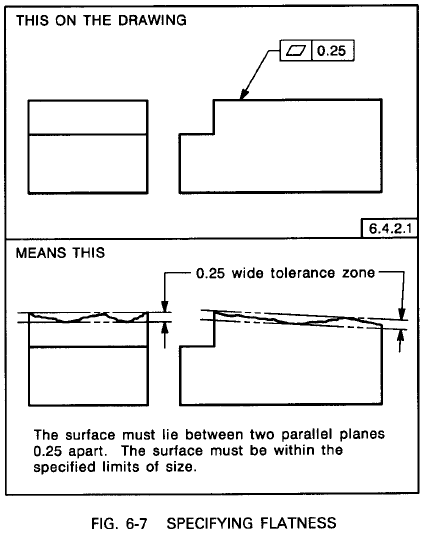 THIS ON THE DRAWING
0.25
6.4.2.1
MEANS THIS
0.25 wide tolerance zone
The surface must lie between two parallel planes
0.25 apart. The surface must be within the
specified limits of size.
FIG. 6-7 SPECIFYING FLATNESS